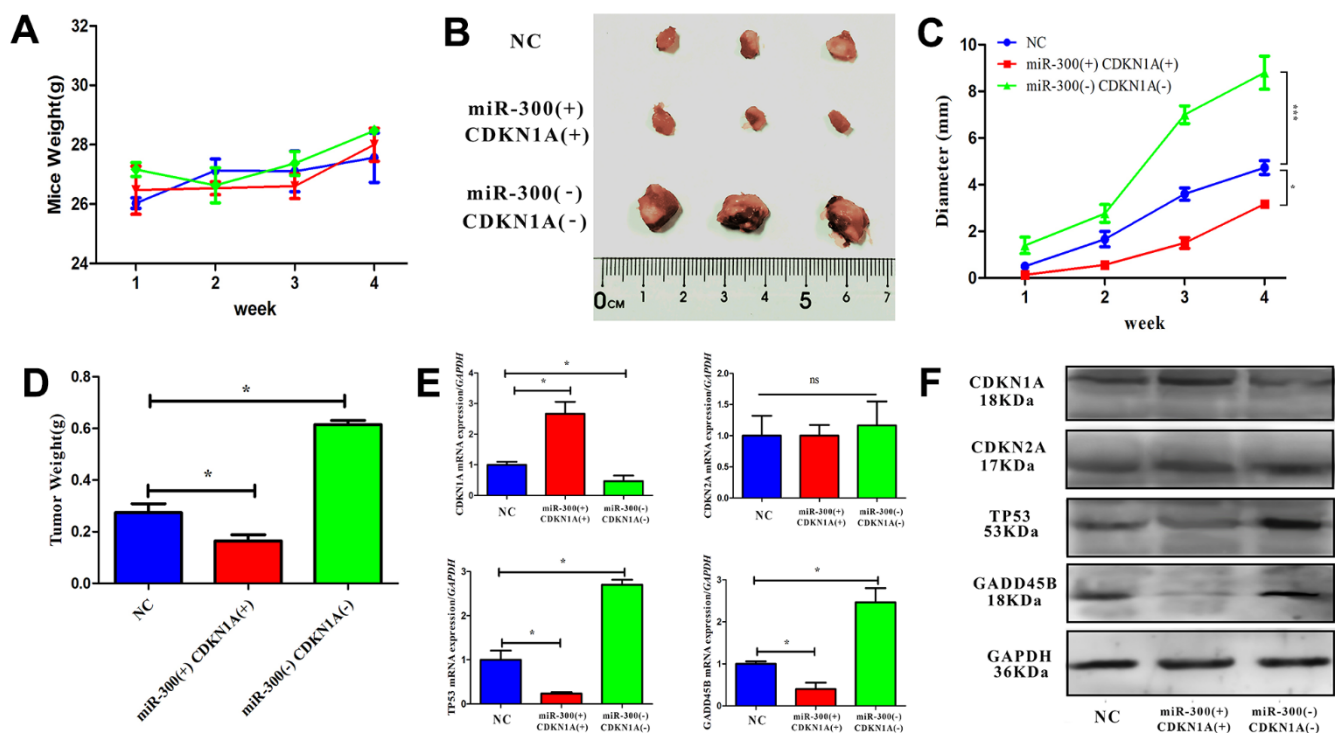 A
Mice Weight(g)
32
30
28
26
24
1
2
3
4
week
B
NC
miR-300(+)
CDKN1A(+)
miR-300(-)
CDKN1A(-)
0CM 1 2 3 4 5 6 7
C
NC
miR-300(+) CDKN1A(+)
miR-300(-) CDKN1A(-)
Diameter (mm)
10
8
6
4
2
0
***
*
1
2
3
4
week
D
Tumor Weight(g)
0.8
0.6
0.4
0.2
0.0
*
*
NC
miR-300(+) CDKN1A(+)
miR-300(-) CDKN1A(-)
E
CDKN1A mRNA expression/GAPDH
5
4
3
2
1
0
*
*
NC
miR-300(+)
CDKN1A(+)
miR-300(-)
CDKN1A(-)
CDKN2A mRNA expression/GAPDH
2.0
1.5
1.0
0.5
0.0
ns
NC
miR-300(+)
CDKN1A(+)
miR-300(-)
CDKN1A(-)
TP53 mRNA expression/GAPDH
3
2
1
0
*
*
NC
miR-300(+)
CDKN1A(+)
miR-300(-)
CDKN1A(-)
GADD45B mRNA expression/GAPDH
3
2
1
0
*
*
NC
miR-300(+)
CDKN1A(+)
miR-300(-)
CDKN1A(-)
F
CDKN1A
18KDa
CDKN2A
17KDa
TP53
53KDa
GADD45B
18KDa
GAPDH
36KDa
NC
miR-300(+)
CDKN1A(+)
miR-300(-)
CDKN1A(-)